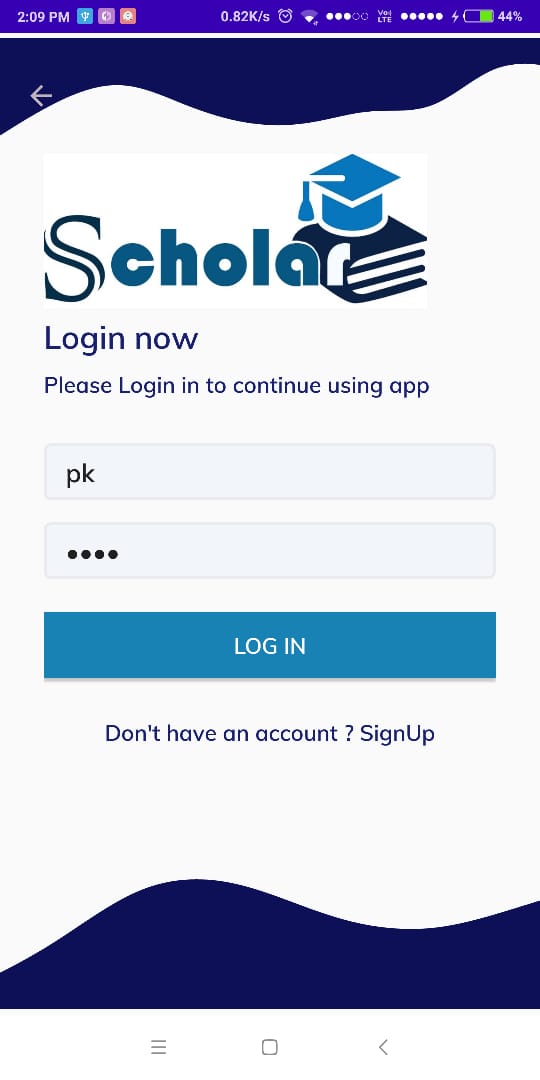 2:09 PM 0.82K/s Vo) LTE 44%
Scholar
Login now
Please Login in to continue using app
pk
••••
LOG IN
Don't have an account ? SignUp